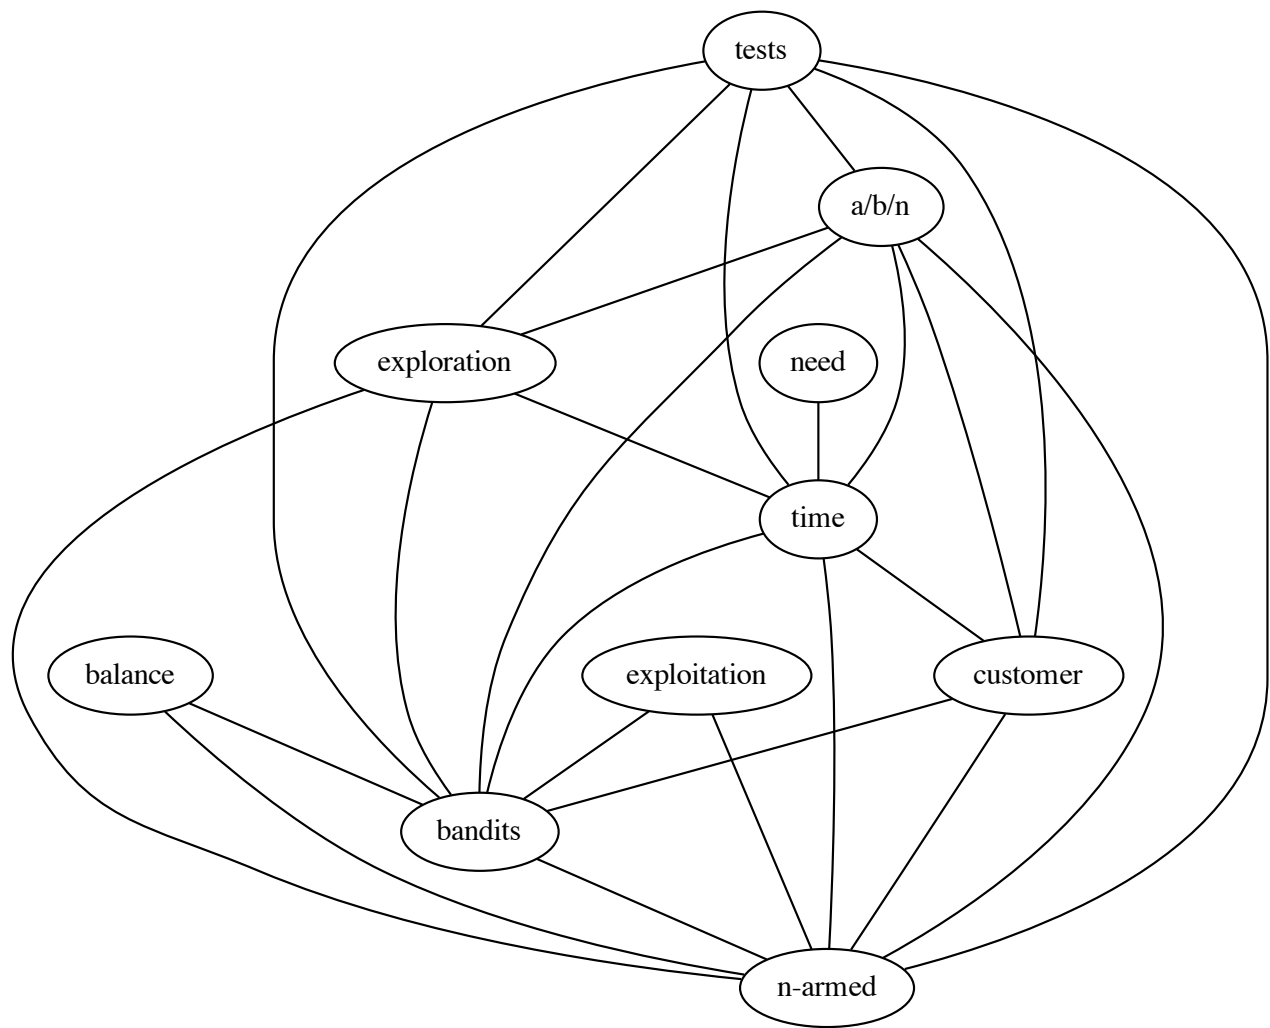 tests
a/b/n
exploration
need
time
balance
exploitation
customer
bandits
n-armed